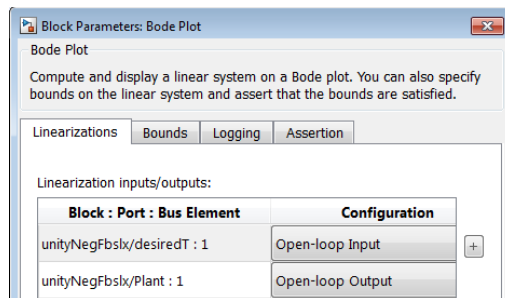 Block Parameters: Bode Plot
Bode Plot
Compute and display a linear system on a Bode plot. You can also specify
bounds on the linear system and assert that the bounds are satisfied.
Linearizations Bounds Logging Assertion
Linearization inputs/outputs:
Block : Port : Bus Element Configuration
unityNegFbslx/desiredT : 1 Open-loop Input +
unityNegFbslx/Plant : 1 Open-loop Output